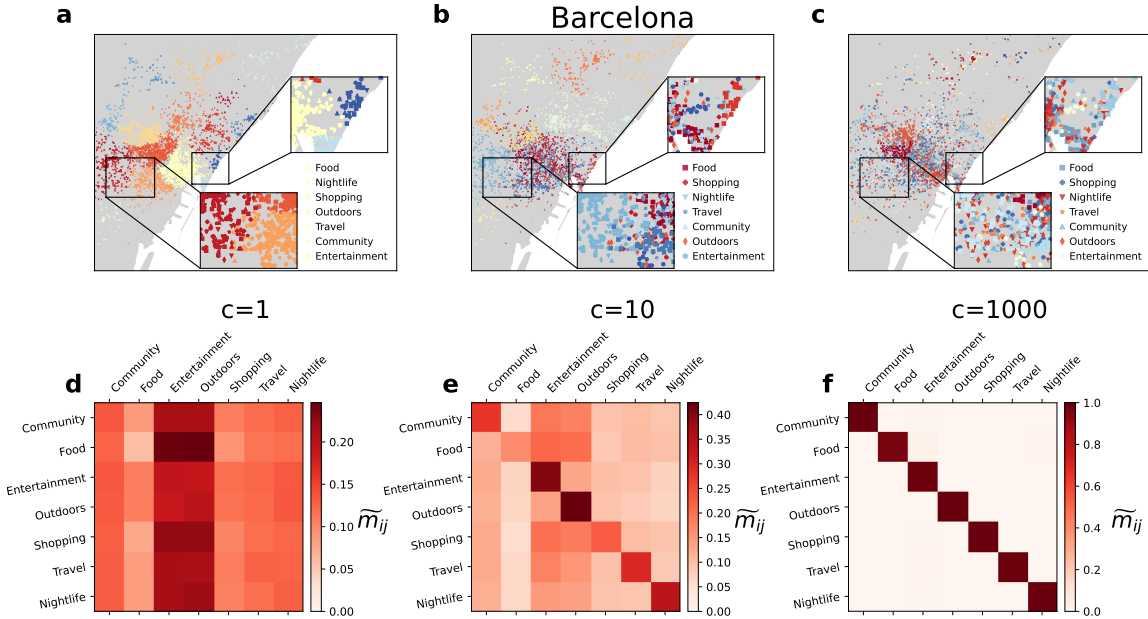 a
b
Barcelona
c
Food
Nightlife
Shopping
Outdoors
Travel
Community
Entertainment
Food
Shopping
Nightlife
Travel
Community
Outdoors
Entertainment
Food
Shopping
Nightlife
Travel
Community
Outdoors
Entertainment
c=1
c=10
c=1000
d
Community
Food
Entertainment
Outdoors
Shopping
Travel
Nightlife
Community
Food
Entertainment
Outdoors
Shopping
Travel
Nightlife
0.20
0.15
0.10
0.05
0.00
m̃ij
e
Community
Food
Entertainment
Outdoors
Shopping
Travel
Nightlife
Community
Food
Entertainment
Outdoors
Shopping
Travel
Nightlife
0.40
0.35
0.30
0.25
0.20
0.15
0.10
0.05
0.00
m̃ij
f
Community
Food
Entertainment
Outdoors
Shopping
Travel
Nightlife
Community
Food
Entertainment
Outdoors
Shopping
Travel
Nightlife
1.0
0.8
0.6
0.4
0.2
0.0
m̃ij